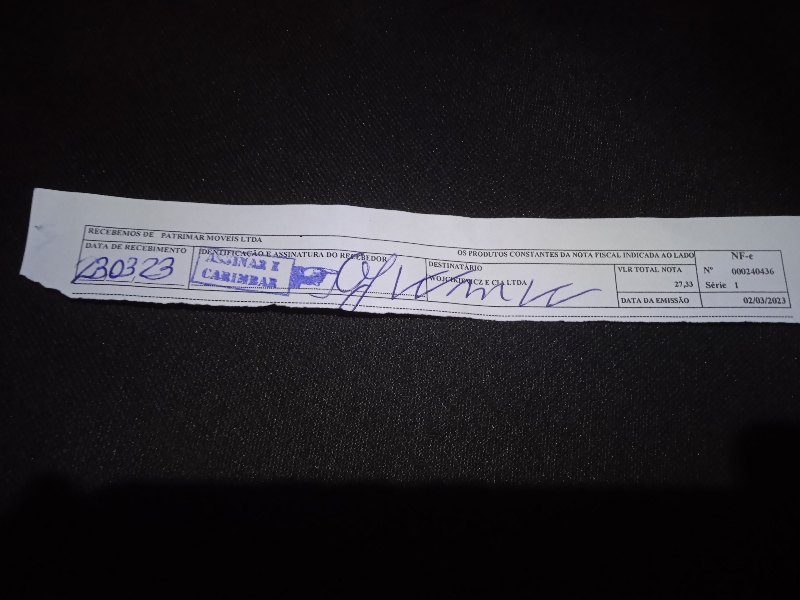 RECEBEMOS DE PATRIMAR MOVEIS LTDA
OS PRODUTOS CONSTANTES DA NOTA FISCAL INDICADA AO LADO
DATA DE RECEBIMENTO
230323
IDENTIFICAÇÃO E ASSINATURA DO RECEBEDOR
ASSINAR E
CARIMBAR
DESTINATÁRIO
WOJCIKIEWICZ E CIA LTDA
VLR TOTAL NOTA
27,33
DATA DA EMISSÃO
02/03/2023
NF-e
Nº 000240436
Série 1